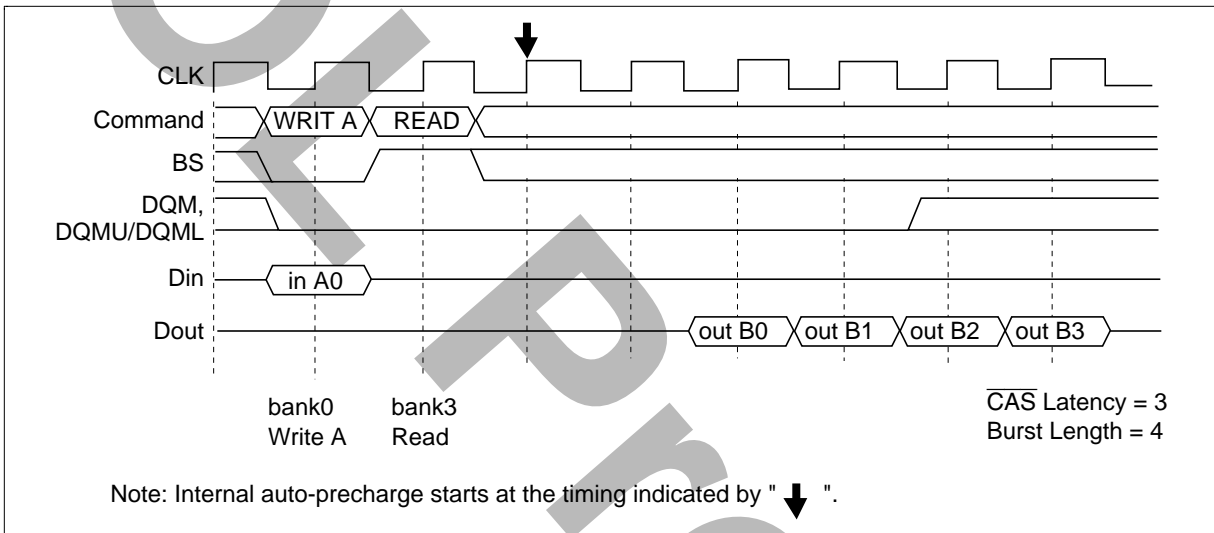 CLK
Command WRIT A READ
BS
DQM,
DQMU/DQML
Din in A0
Dout out B0 out B1 out B2 out B3
bank0 bank3 C̅A̅S̅ Latency = 3
Write A Read Burst Length = 4
Note: Internal auto-precharge starts at the timing indicated by " ⬇ ".